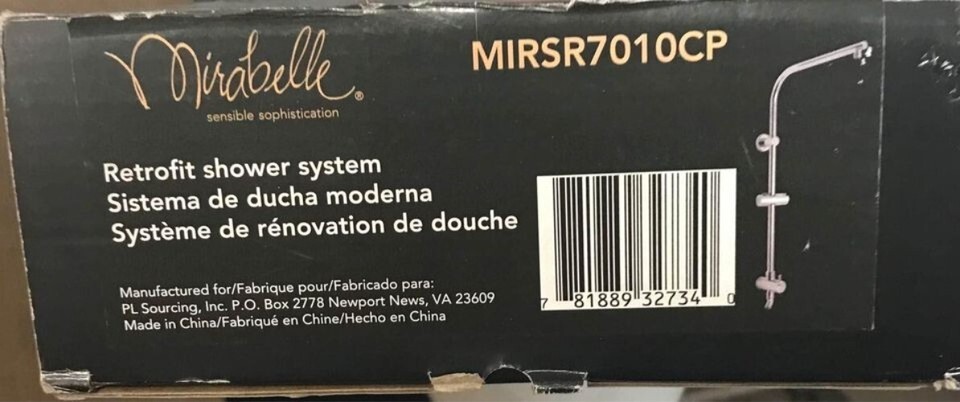 Mirabelle®
sensible sophistication
MIRSR7010CP
Retrofit shower system
Sistema de ducha moderna
Système de rénovation de douche
Manufactured for/Fabrique pour/Fabricado para:
PL Sourcing, Inc. P.O. Box 2778 Newport News, VA 23609
Made in China/Fabriqué en Chine/Hecho en China
7 81889 32734 0